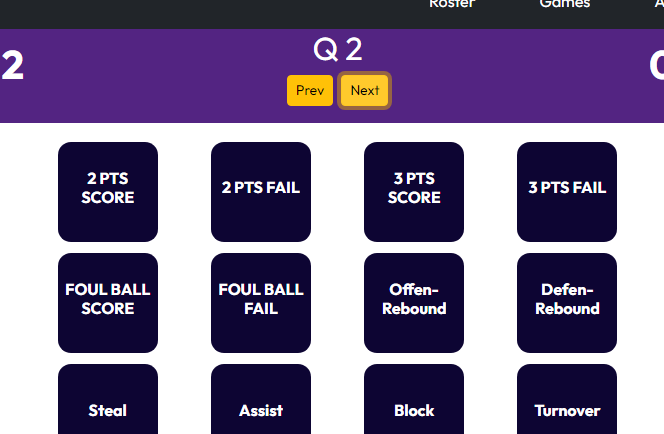 Roster Games A
2 Q 2
Prev Next
2 PTS
SCORE
2 PTS FAIL
3 PTS
SCORE
3 PTS FAIL
FOUL BALL
SCORE
FOUL BALL
FAIL
Offen-
Rebound
Defen-
Rebound
Steal
Assist
Block
Turnover